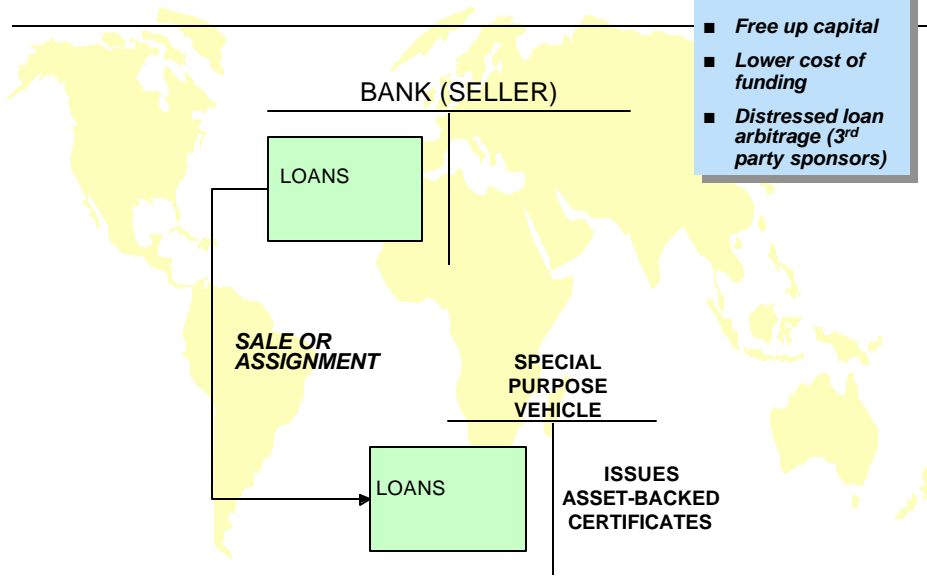 ■ Free up capital
■ Lower cost of
funding
■ Distressed loan
arbitrage (3rd
party sponsors)
BANK (SELLER)
LOANS
SALE OR
ASSIGNMENT
SPECIAL
PURPOSE
VEHICLE
LOANS
ISSUES
ASSET-BACKED
CERTIFICATES